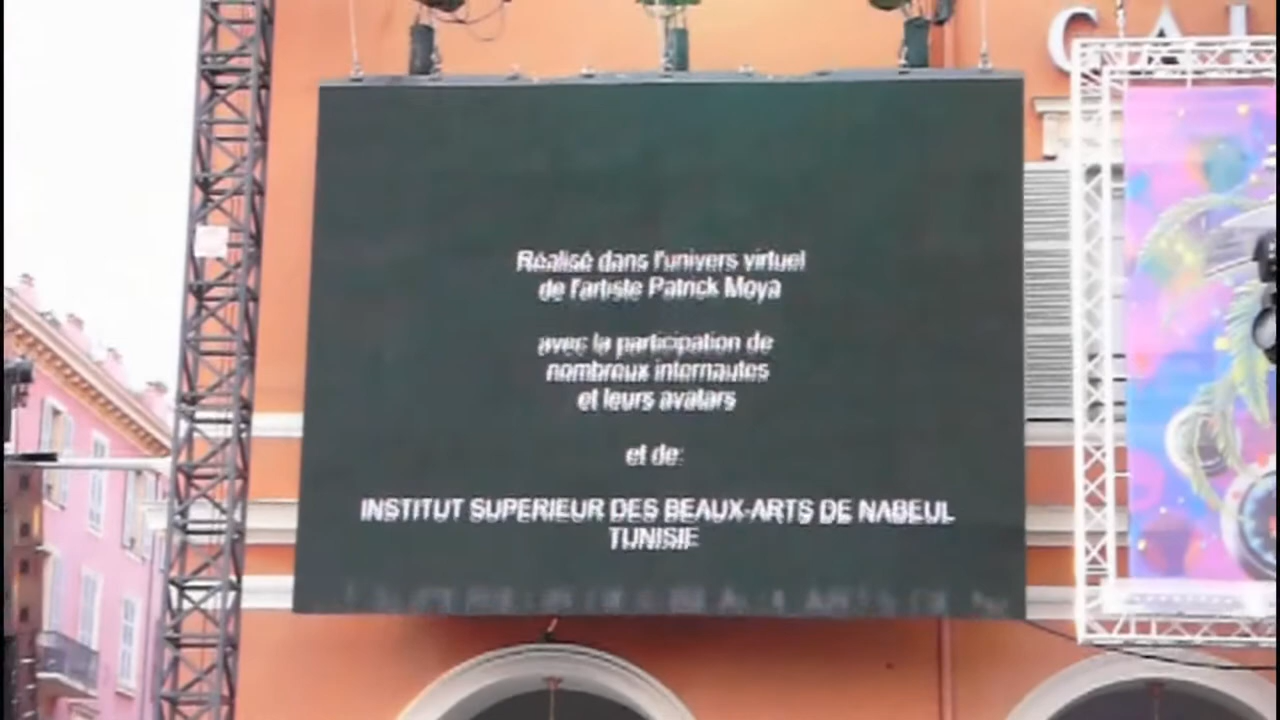 Réalisé dans l'univers virtuel
de l'artiste Patrick Moya
avec la participation de
nombreux internautes
et leurs avatars
et de:
INSTITUT SUPERIEUR DES BEAUX-ARTS DE NABEUL
TUNISIE